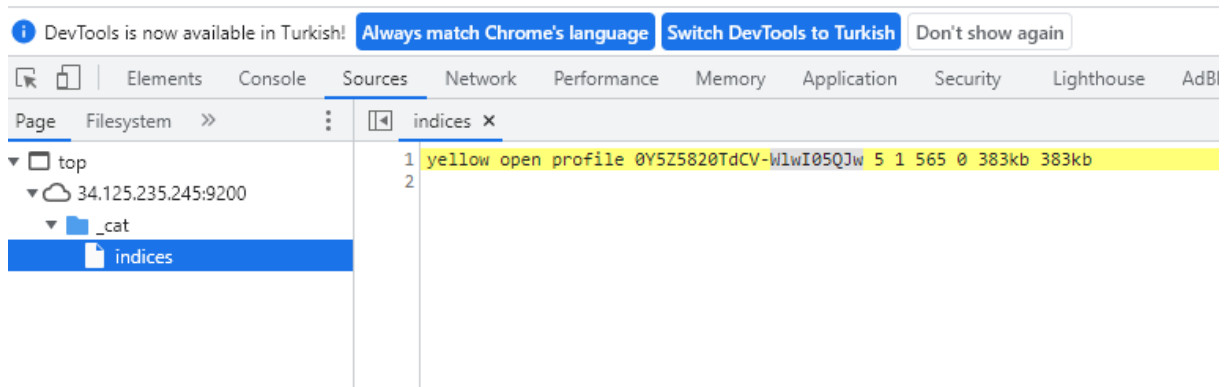 DevTools is now available in Turkish! Always match Chrome's language Switch DevTools to Turkish Don't show again
Elements Console Sources Network Performance Memory Application Security Lighthouse AdBl
Page Filesystem » indices ×
top
34.125.235.245:9200
_cat
indices
1 yellow open profile 0Y5Z5820TdCV-WlwI05QJw 5 1 565 0 383kb 383kb
2